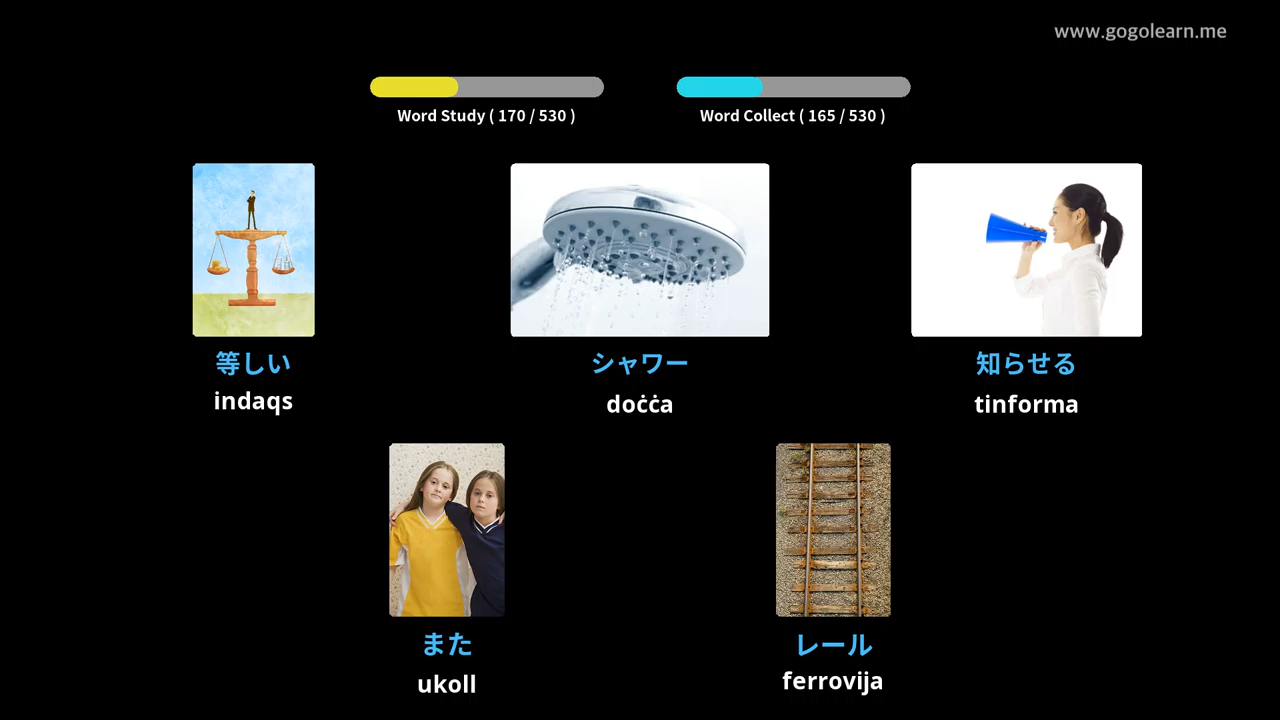 www.gogolearn.me
Word Study ( 170 / 530 )
Word Collect ( 165 / 530 )
等しい
indaqs
シャワー
doċċa
知らせる
tinforma
また
ukoll
レール
ferrovija